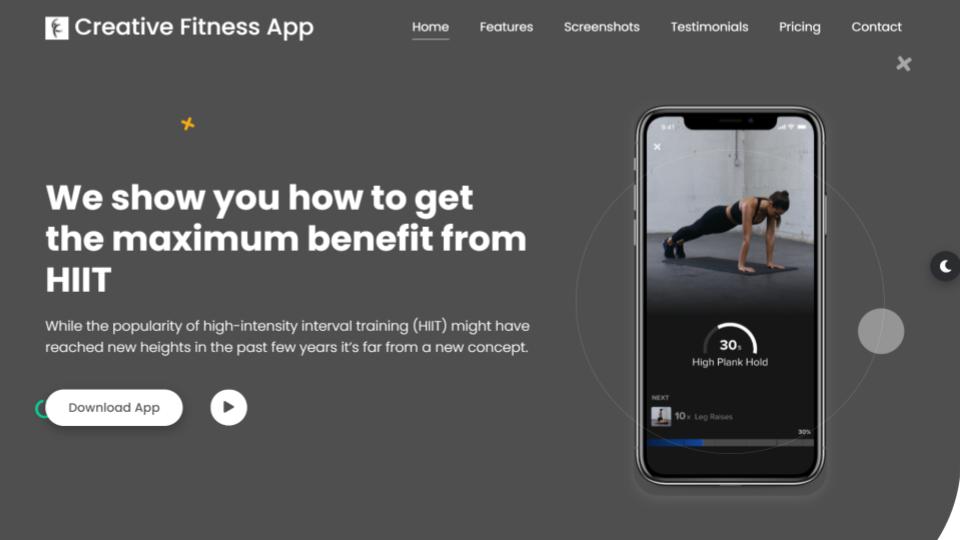 Creative Fitness App
Home Features Screenshots Testimonials Pricing Contact
We show you how to get
the maximum benefit from
HIIT
While the popularity of high-intensity interval training (HIIT) might have
reached new heights in the past few years it's far from a new concept.
Download App
9:41
30s
High Plank Hold
NEXT
10x Leg Raises
30%